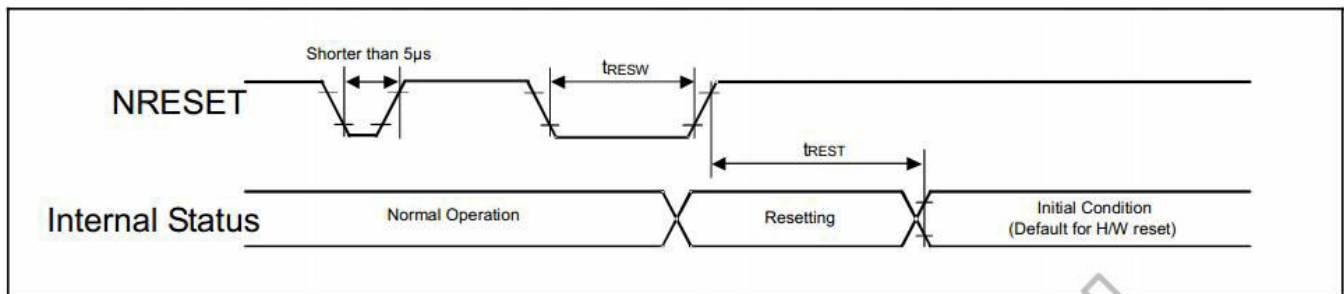 Shorter than 5µs
tRESW
NRESET
tREST
Internal Status
Normal Operation
Resetting
Initial Condition
(Default for H/W reset)